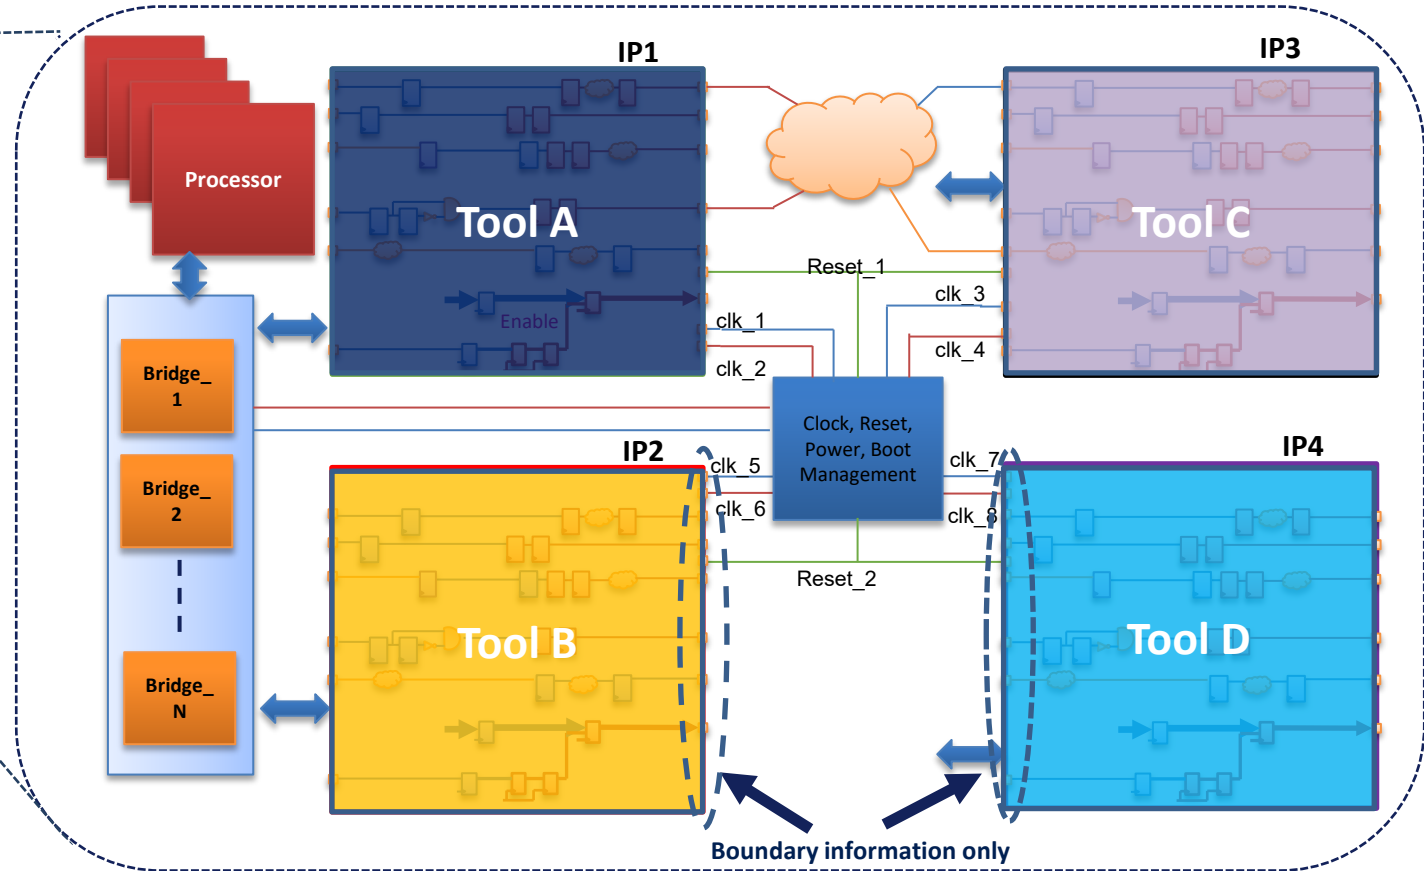 IP1
IP3
Processor
Tool A
Tool C
Reset_1
clk_3
Enable
clk_1
clk_4
clk_2
Bridge_
1
Clock, Reset,
Power, Boot
Management
IP2
IP4
clk_5
clk_7
Bridge_
2
clk_6
clk_8
Reset_2
Tool B
Tool D
Bridge_
N
Boundary information only